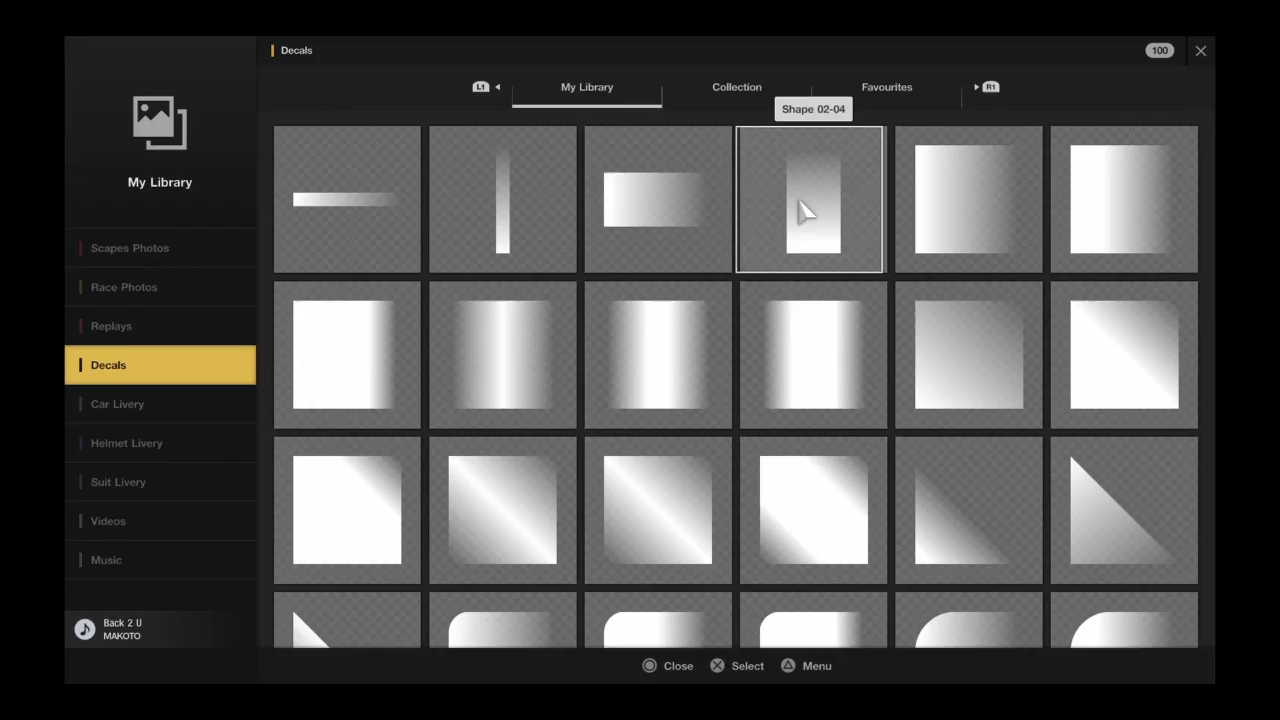 Decals
100
My Library
L1
My Library
Collection
Favourites
R1
Shape 02-04
Scapes Photos
Race Photos
Replays
Decals
Car Livery
Helmet Livery
Suit Livery
Videos
Music
Back 2 U
MAKOTO
Close
Select
Menu